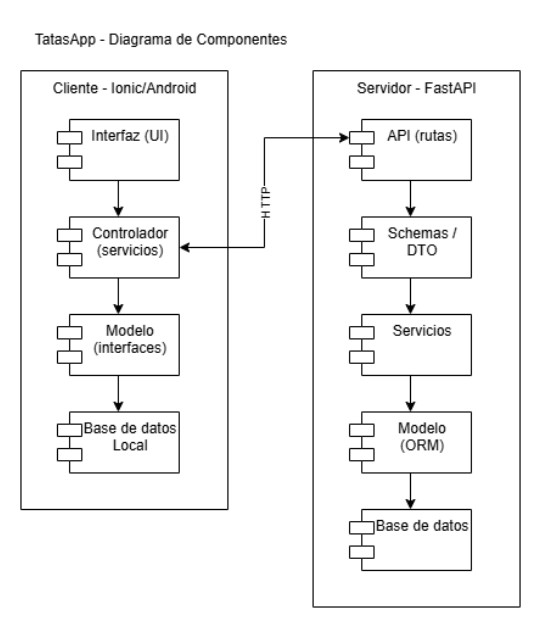 TatasApp - Diagrama de Componentes
Cliente - Ionic/Android
Interfaz (UI)
Controlador
(servicios)
Modelo
(interfaces)
Base de datos
Local
HTTP
Servidor - FastAPI
API (rutas)
Schemas /
DTO
Servicios
Modelo
(ORM)
Base de datos